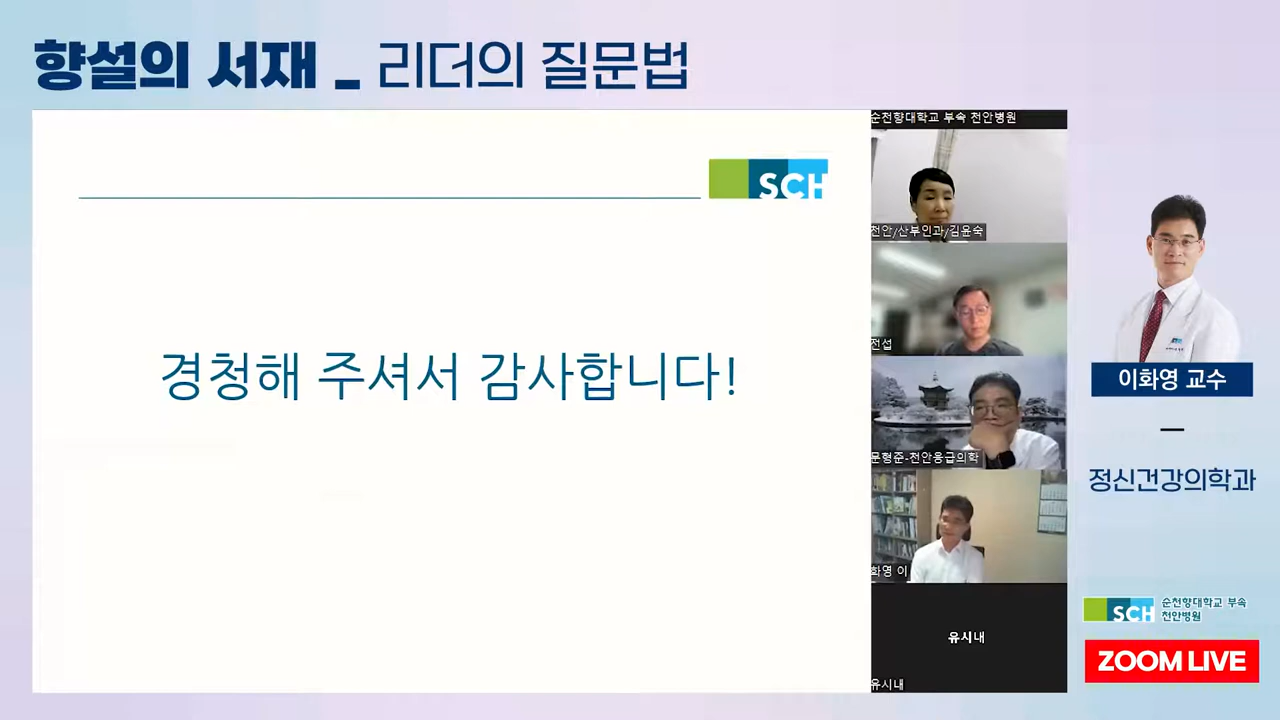 향설의 서재 _ 리더의 질문법
SCH
경청해 주셔서 감사합니다!
순천향대학교 부속 천안병원
천안/산부인과/김윤숙
전섭
문형준-천안응급의학
화영 이
유시내
유시내
이화영 교수
정신건강의학과
SCH 순천향대학교 부속
천안병원
ZOOM LIVE